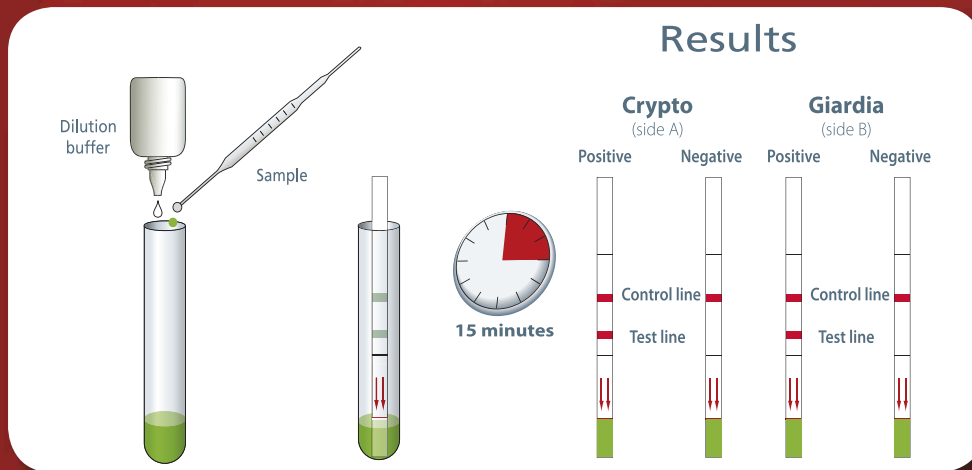 Results
Dilution
buffer
Sample
15 minutes
Crypto
(side A)
Positive
Negative
Giardia
(side B)
Positive
Negative
Control line
Test line
Control line
Test line